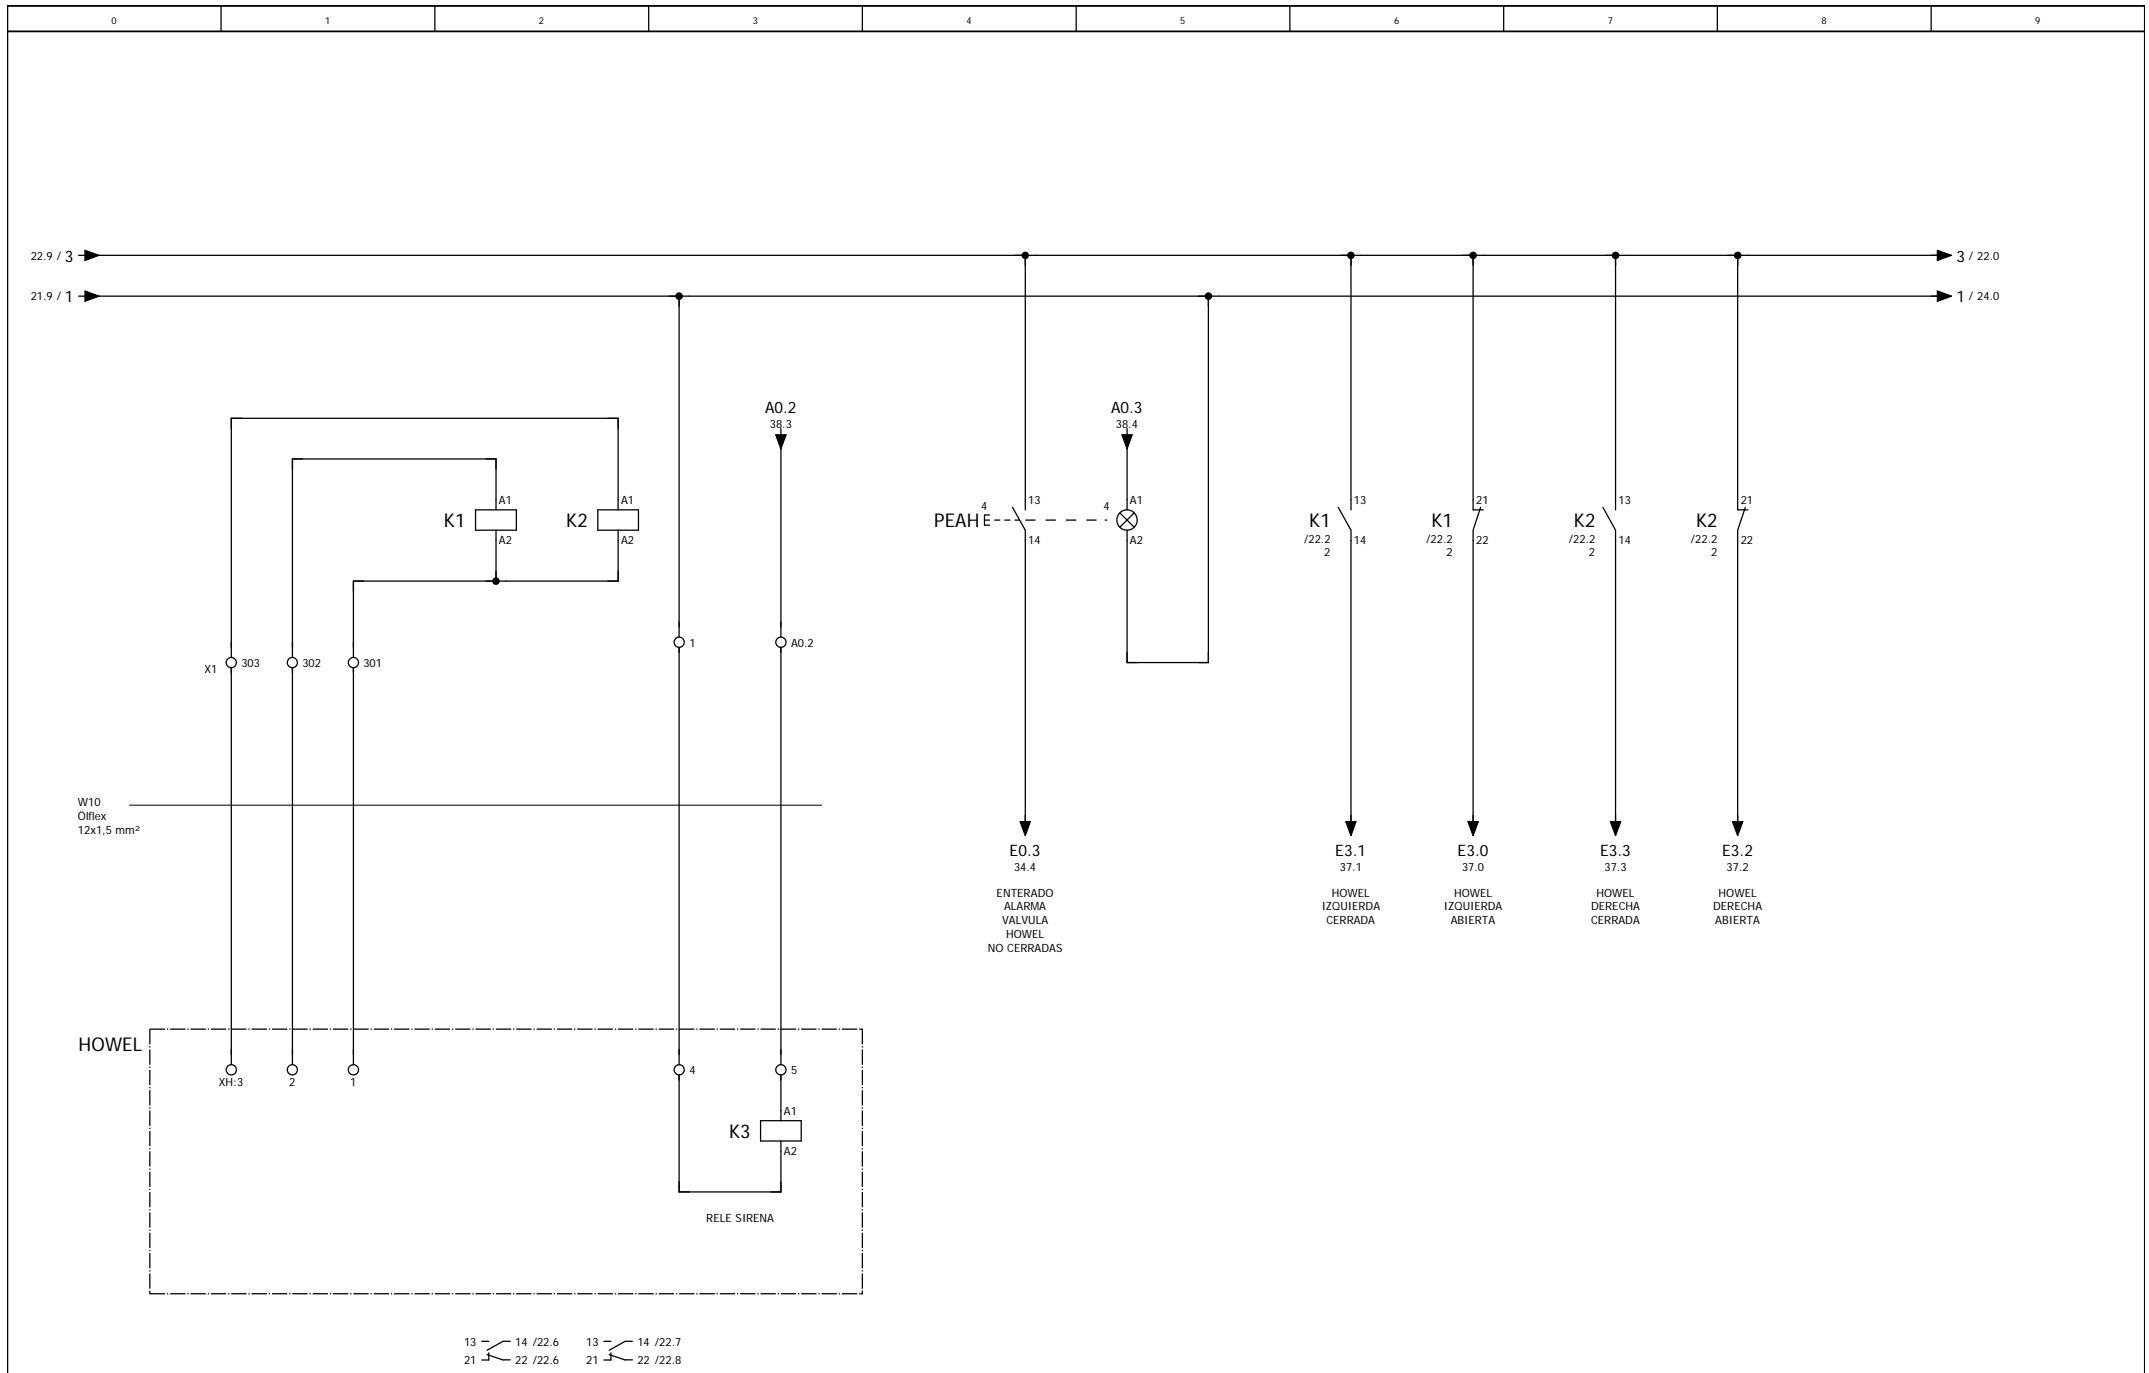 0 1 2 3 4 5 6 7 8 9
22.9 / 3
3 / 22.0
21.9 / 1
1 / 24.0
A0.2
38.3
A0.3
38.4
K1
A1
A2
K2
A1
A2
PEAH
4
13
14
4
A1
A2
K1
/22.2
2
13
14
K1
/22.2
2
21
22
K2
/22.2
2
13
14
K2
/22.2
2
21
22
1
A0.2
X1
303
302
301
W10
Ölflex
12x1,5 mm²
E0.3
34.4
ENTERADO
ALARMA
VALVULA
HOWEL
NO CERRADAS
E3.1
37.1
HOWEL
IZQUIERDA
CERRADA
E3.0
37.0
HOWEL
IZQUIERDA
ABIERTA
E3.3
37.3
HOWEL
DERECHA
CERRADA
E3.2
37.2
HOWEL
DERECHA
ABIERTA
HOWEL
XH:3
2
1
4
5
K3
A1
A2
RELE SIRENA
13 14 /22.6
21 22 /22.6
13 14 /22.7
21 22 /22.8